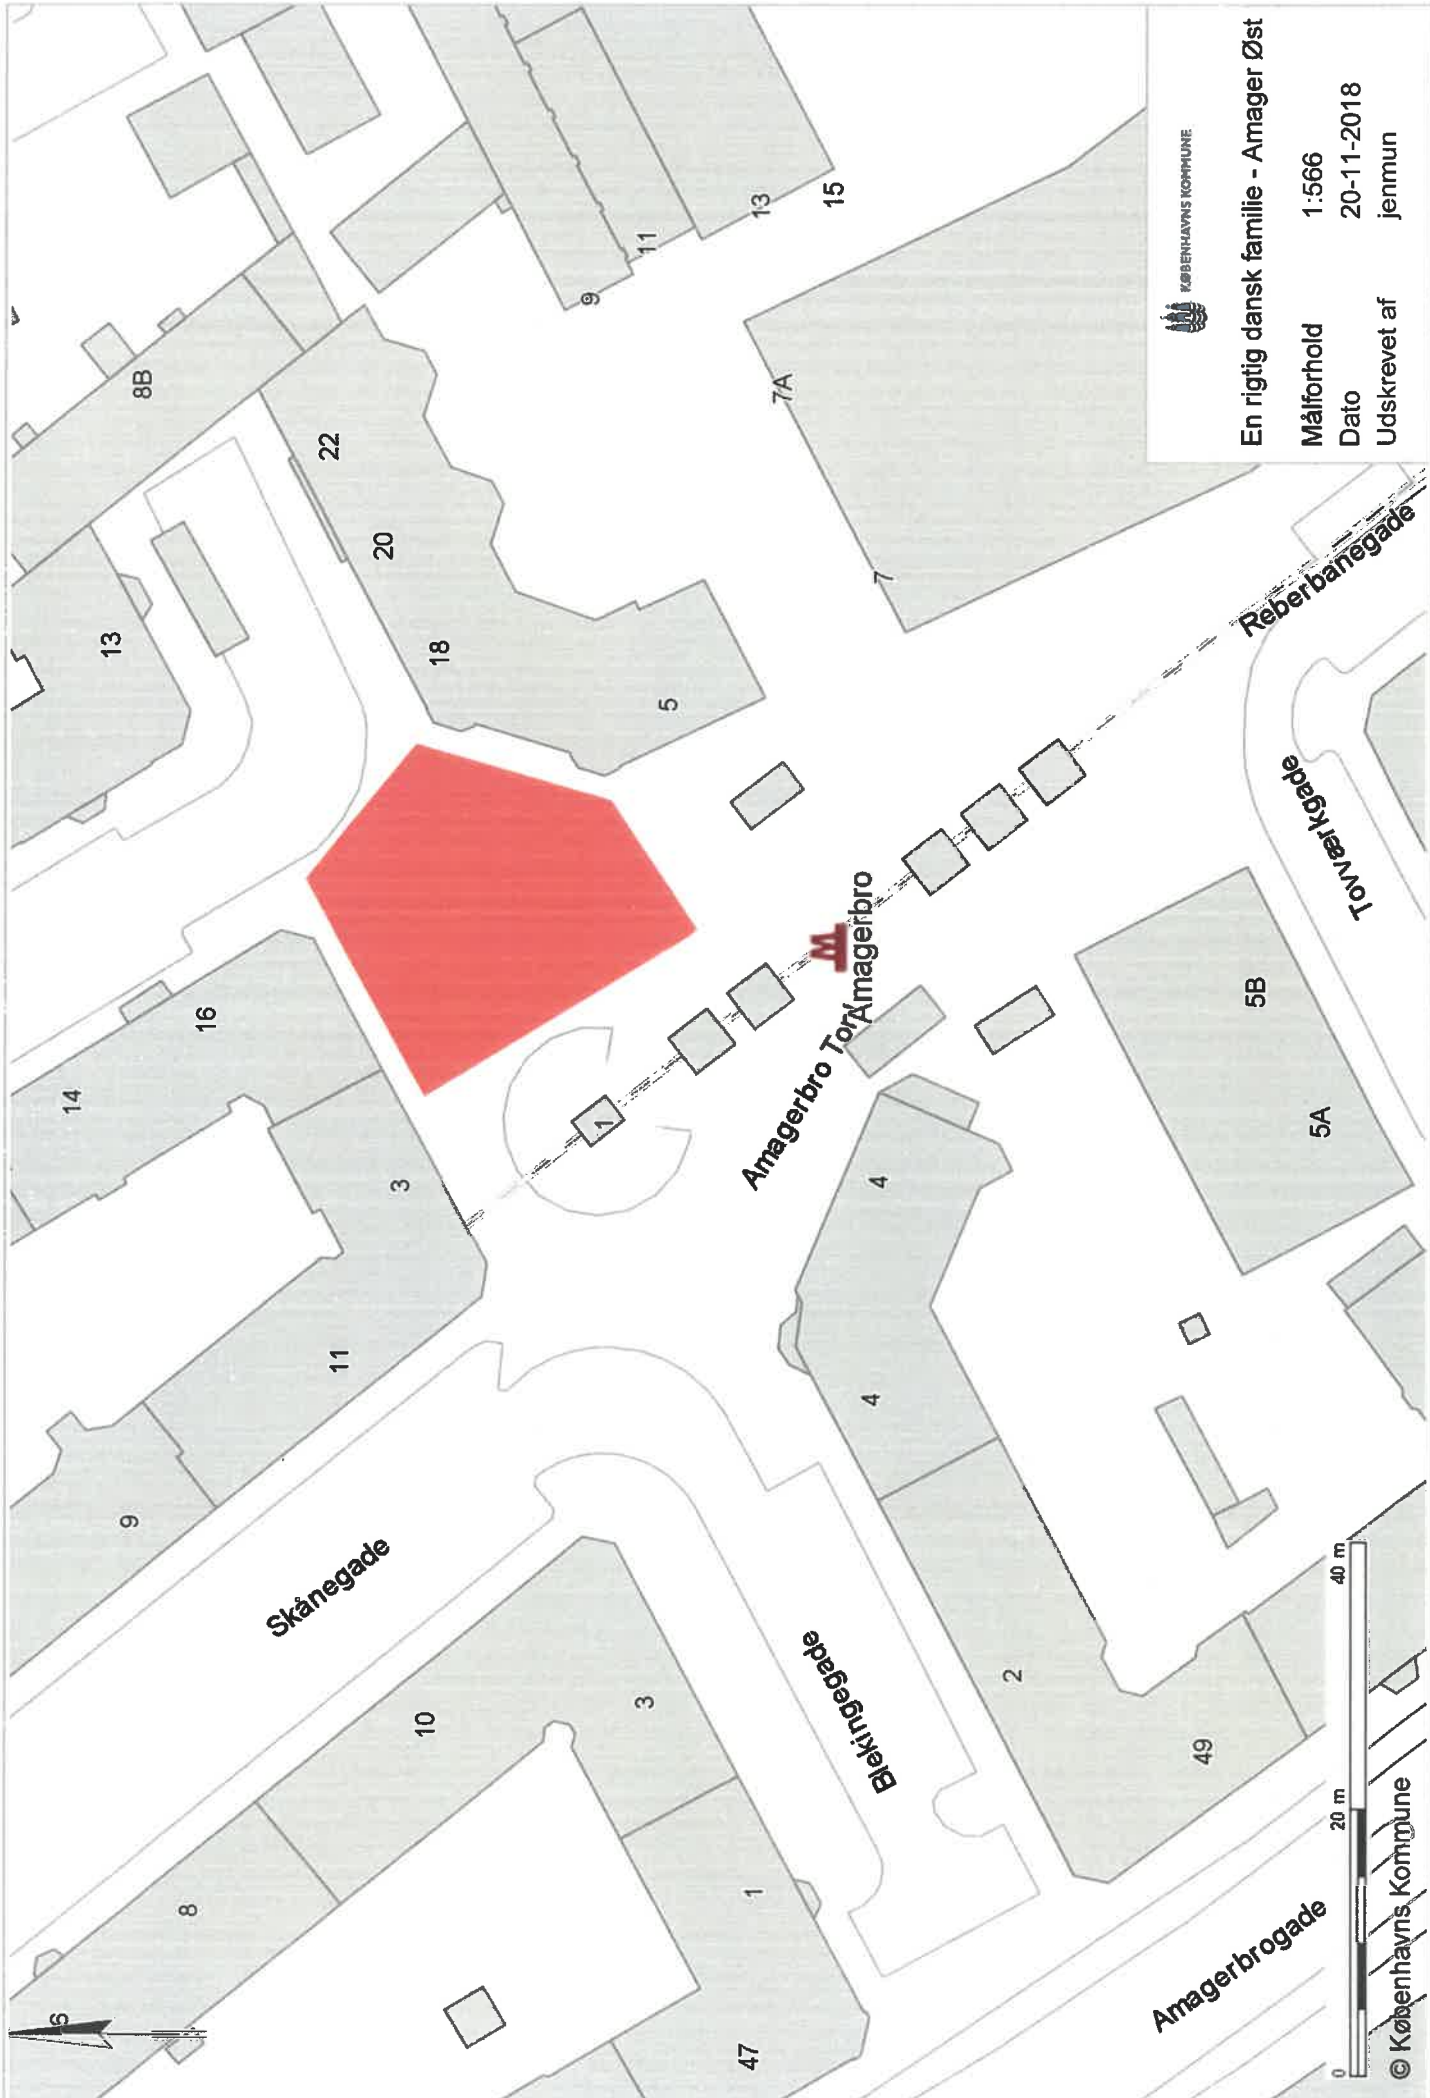 6
8
47
1
10
3
9
11
3
14
16
13
8B
22
20
18
5
9
11
13
15
7A
7
1
4
4
2
49
5A
5B
Skånegade
Blekingegade
Amagerbrogade
Amagerbro Torv
Amagerbro
M
Tovværkgade
Reberbanegade
0
20 m
40 m
© Københavns Kommune
KØBENHAVNS KOMMUNE
En rigtig dansk familie - Amager Øst
Målforhold 1:566
Dato 20-11-2018
Udskrevet af jenmun